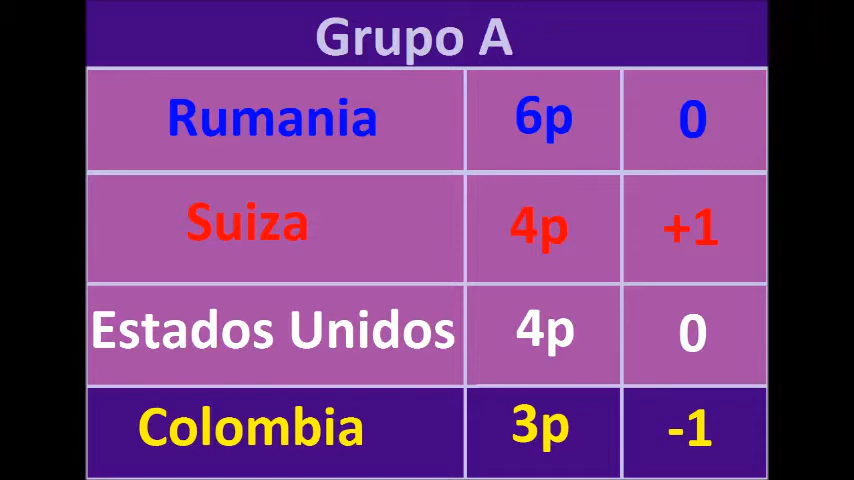 Grupo A
Rumania 6p 0
Suiza 4p +1
Estados Unidos 4p 0
Colombia 3p -1